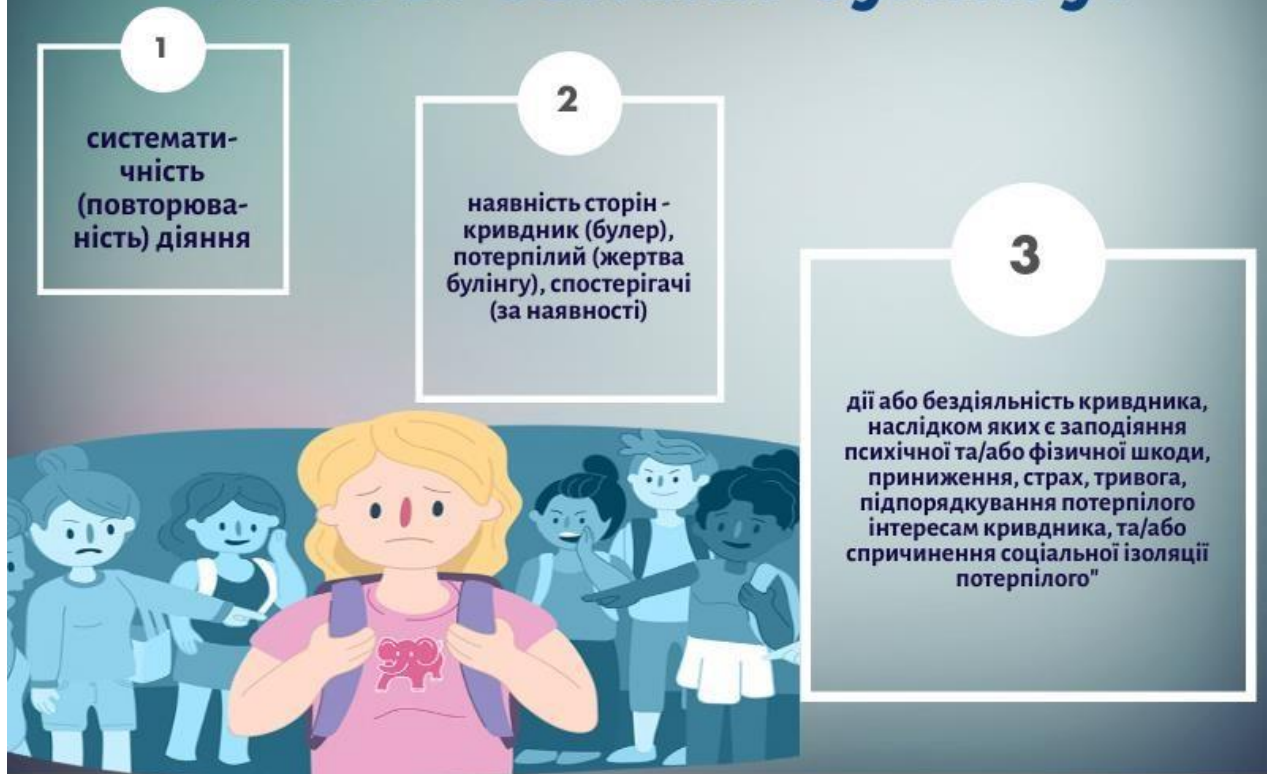 1
системати-
чність
(повторюва-
ність) діяння
2
наявність сторін -
кривдник (булер),
потерпілий (жертва
булінгу), спостерігачі
(за наявності)
3
дії або бездіяльність кривдника,
наслідком яких є заподіяння
психічної та/або фізичної шкоди,
приниження, страх, тривога,
підпорядкування потерпілого
інтересам кривдника, та/або
спричинення соціальної ізоляції
потерпілого"